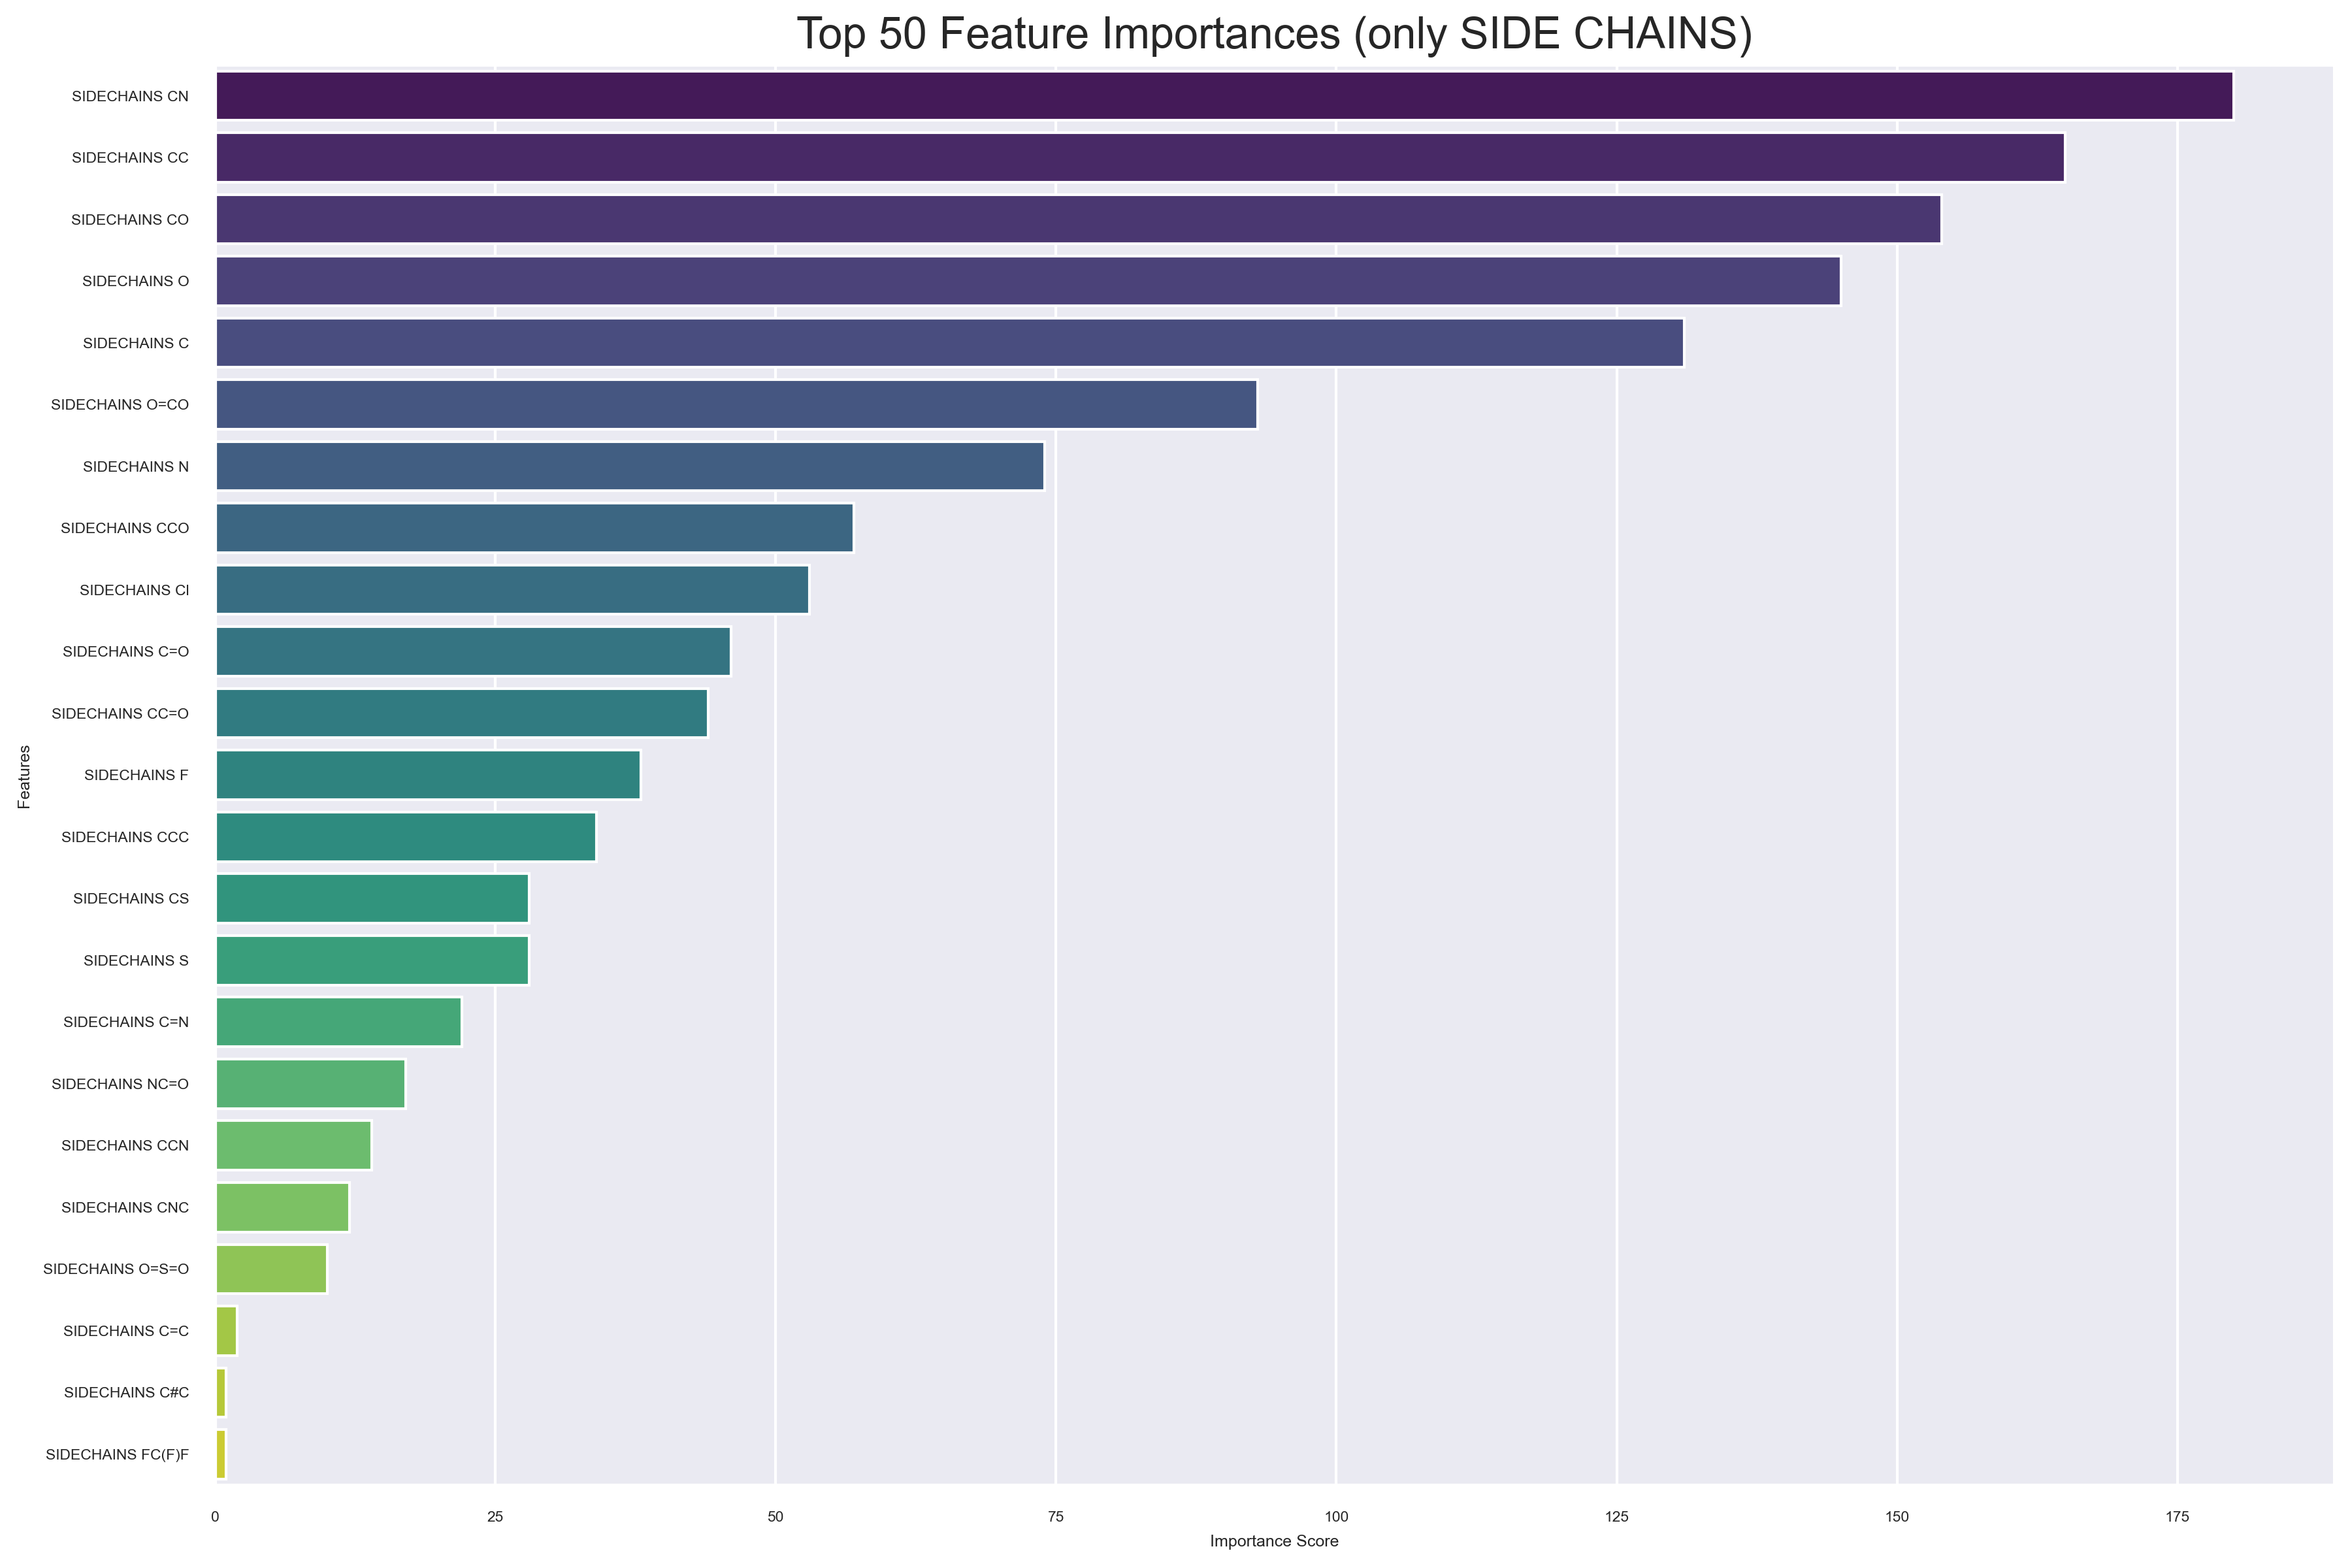 Top 50 Feature Importances (only SIDE CHAINS)
SIDECHAINS CN
SIDECHAINS CC
SIDECHAINS CO
SIDECHAINS O
SIDECHAINS C
SIDECHAINS O=CO
SIDECHAINS N
SIDECHAINS CCO
SIDECHAINS Cl
SIDECHAINS C=O
SIDECHAINS CC=O
SIDECHAINS F
SIDECHAINS CCC
SIDECHAINS CS
SIDECHAINS S
SIDECHAINS C=N
SIDECHAINS NC=O
SIDECHAINS CCN
SIDECHAINS CNC
SIDECHAINS O=S=O
SIDECHAINS C=C
SIDECHAINS C#C
SIDECHAINS FC(F)F
Features
0 25 50 75 100 125 150 175
Importance Score